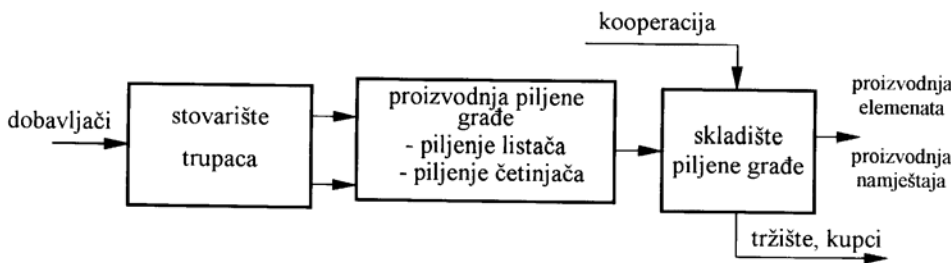 kooperacija
dobavljači
stovarište
trupaca
proizvodnja piljene
građe
- piljenje listača
- piljenje četinjača
skladište
piljene građe
proizvodnja
elemenata
proizvodnja
namještaja
tržište, kupci